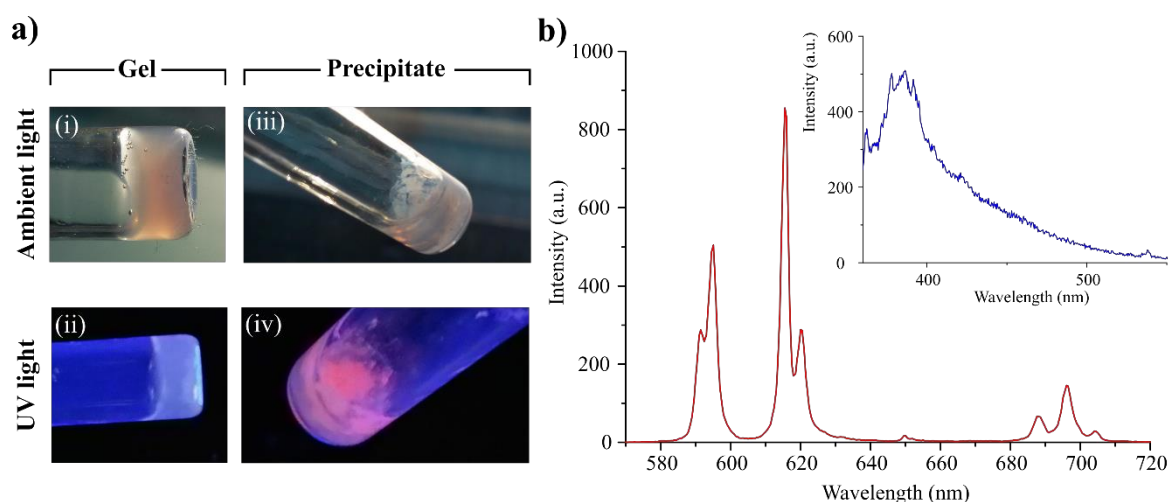 a)
Gel
Precipitate
Ambient light
(i)
(iii)
UV light
(ii)
(iv)
b)
Intensity (a.u.)
1000
800
600
400
200
0
580 600 620 640 660 680 700 720
Wavelength (nm)
Intensity (a.u.)
600
400
200
0
400 500
Wavelength (nm)